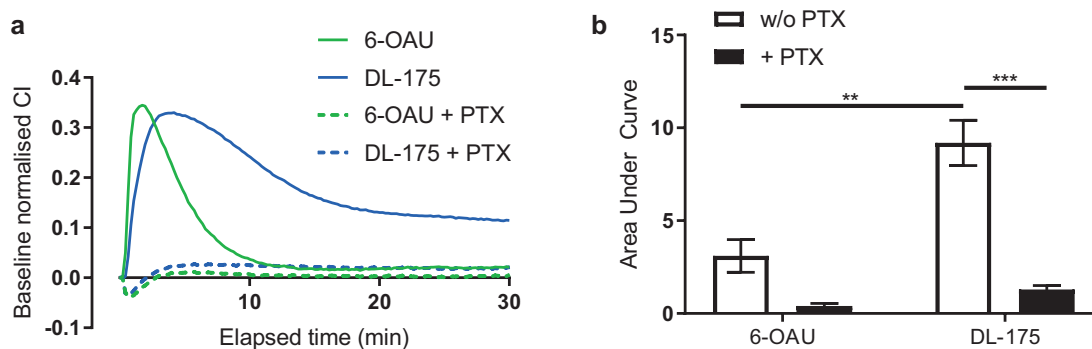 a
6-OAU
DL-175
6-OAU + PTX
DL-175 + PTX
Baseline normalised CI
0.4
0.3
0.2
0.1
0.0
-0.1
10
20
30
Elapsed time (min)
b
w/o PTX
+ PTX
Area Under Curve
15
10
5
0
**
***
6-OAU
DL-175